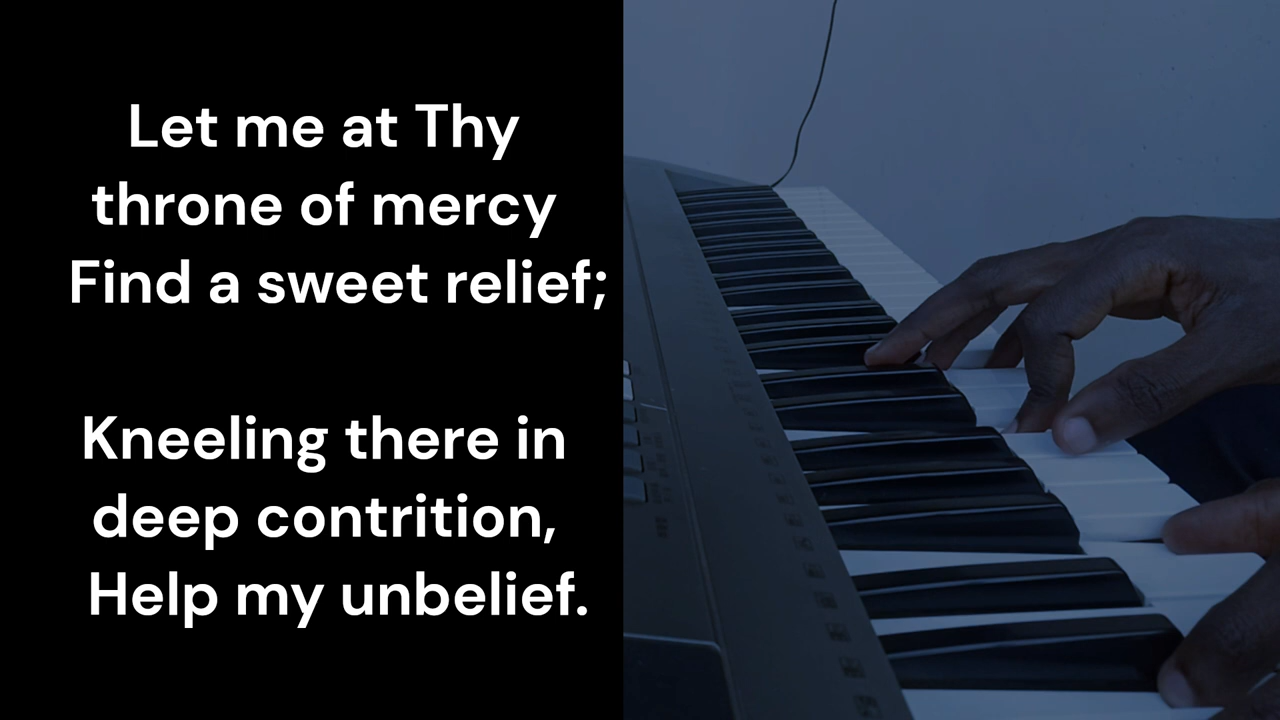 Let me at Thy
throne of mercy
Find a sweet relief;
Kneeling there in
deep contrition,
Help my unbelief.